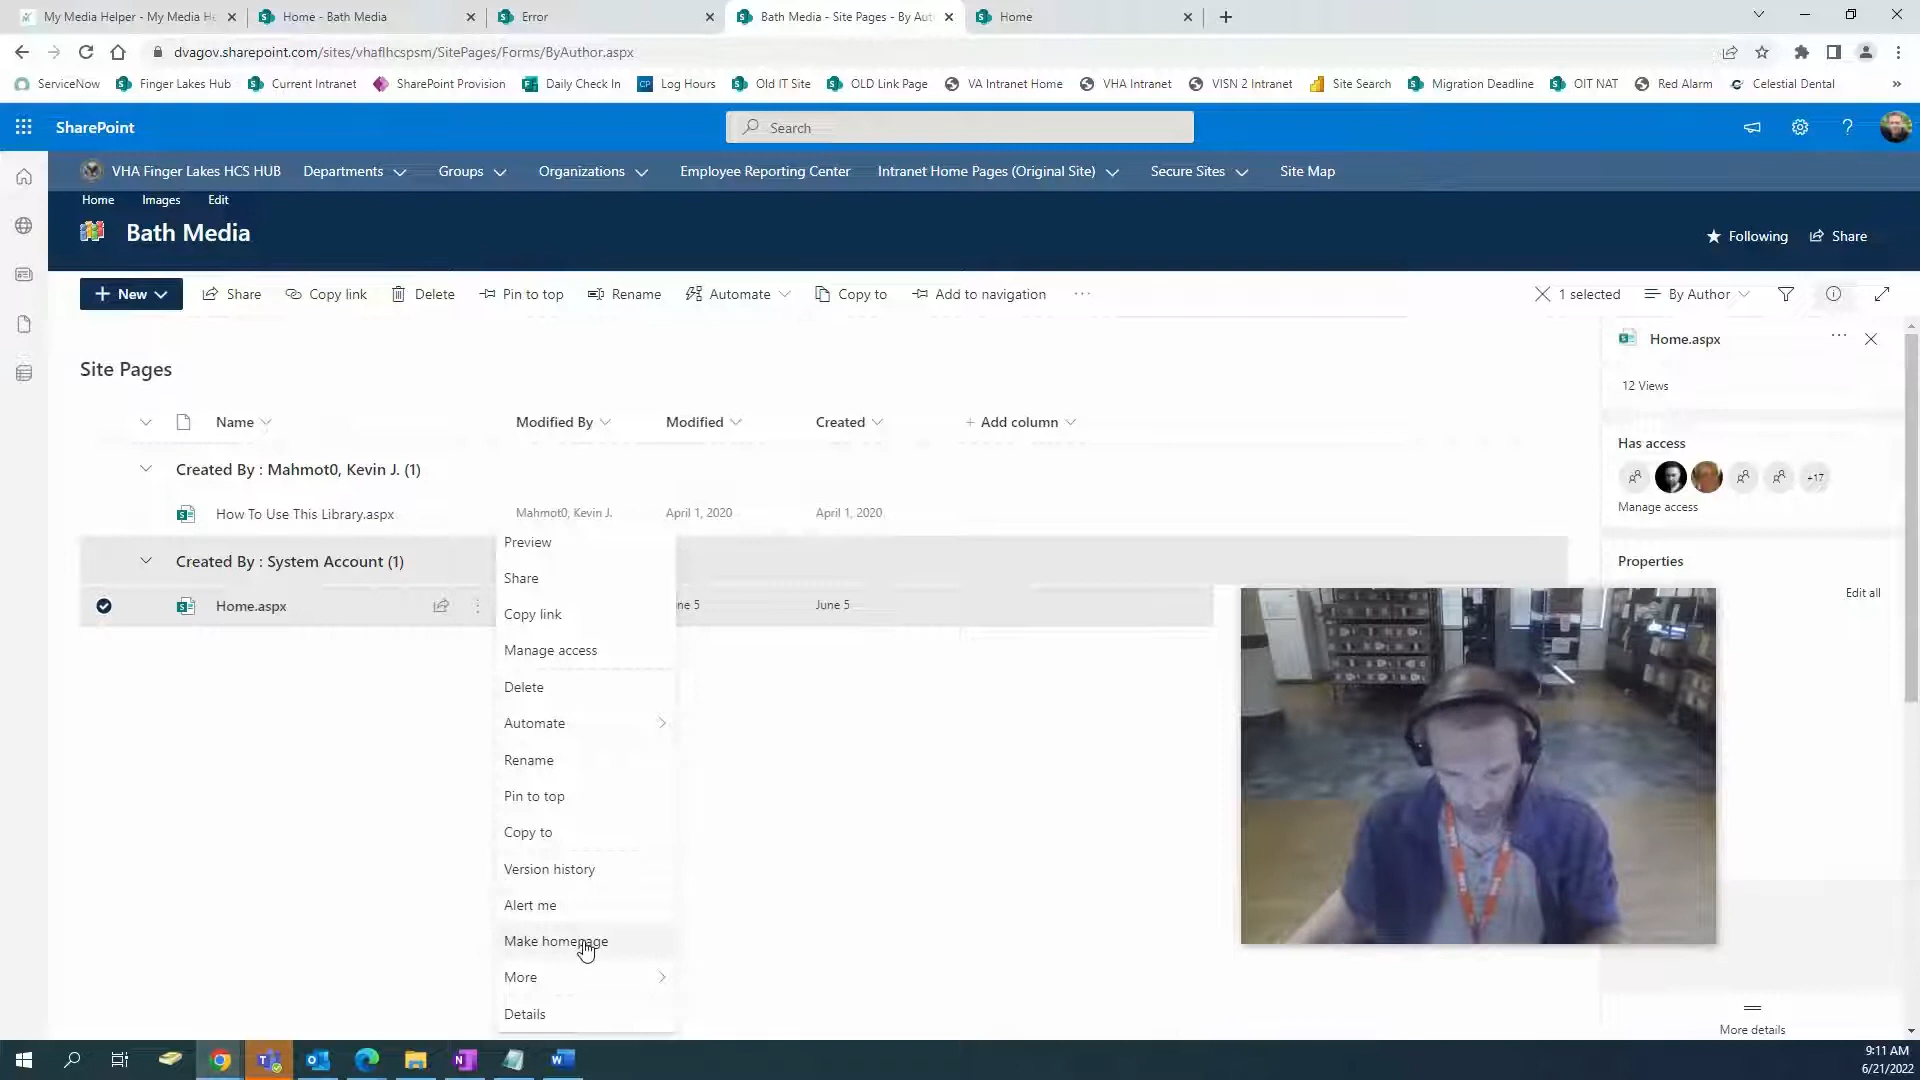 My Media Helper - My Media He
Home - Bath Media
Error
Bath Media - Site Pages - By Aut
Home
dvagov.sharepoint.com/sites/vhaflhcspsm/SitePages/Forms/ByAuthor.aspx
ServiceNow
Finger Lakes Hub
Current Intranet
SharePoint Provision
Daily Check In
CP
Log Hours
Old IT Site
OLD Link Page
VA Intranet Home
VHA Intranet
VISN 2 Intranet
Site Search
Migration Deadline
OIT NAT
Red Alarm
Celestial Dental
SharePoint
Search
VHA Finger Lakes HCS HUB
Departments
Groups
Organizations
Employee Reporting Center
Intranet Home Pages (Original Site)
Secure Sites
Site Map
Home
Images
Edit
Bath Media
Following
Share
+ New
Share
Copy link
Delete
Pin to top
Rename
Automate
Copy to
Add to navigation
...
1 selected
By Author
Home.aspx
...
12 Views
Site Pages
Name
Modified By
Modified
Created
+ Add column
Has access
+17
Manage access
Created By : Mahmot0, Kevin J. (1)
How To Use This Library.aspx
Mahmot0, Kevin J.
April 1, 2020
April 1, 2020
Created By : System Account (1)
Home.aspx
ne 5
June 5
Preview
Share
Copy link
Manage access
Delete
Automate
Rename
Pin to top
Copy to
Version history
Alert me
Make homepage
More
Details
Properties
Edit all
More details
9:11 AM
6/21/2022